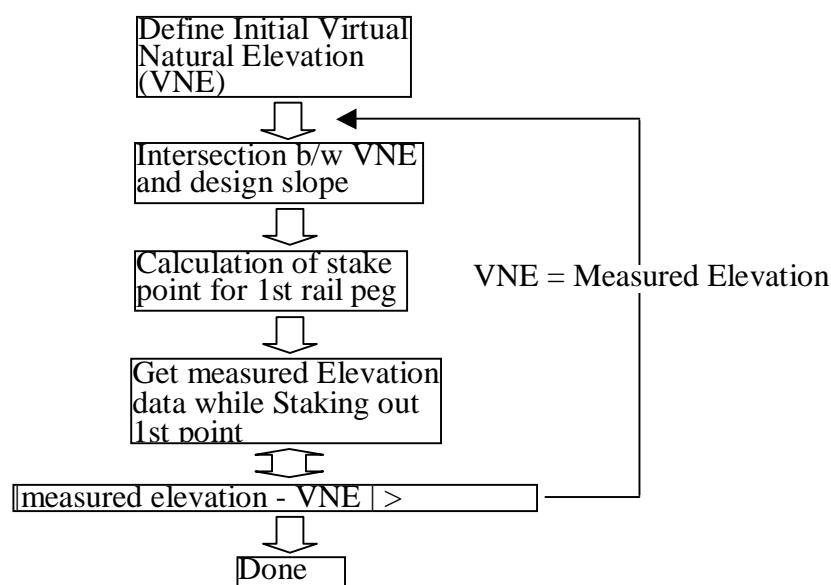 Define Initial Virtual
Natural Elevation
(VNE)
Intersection b/w VNE
and design slope
Calculation of stake
point for 1st rail peg
VNE = Measured Elevation
Get measured Elevation
data while Staking out
1st point
|measured elevation - VNE | >
Done